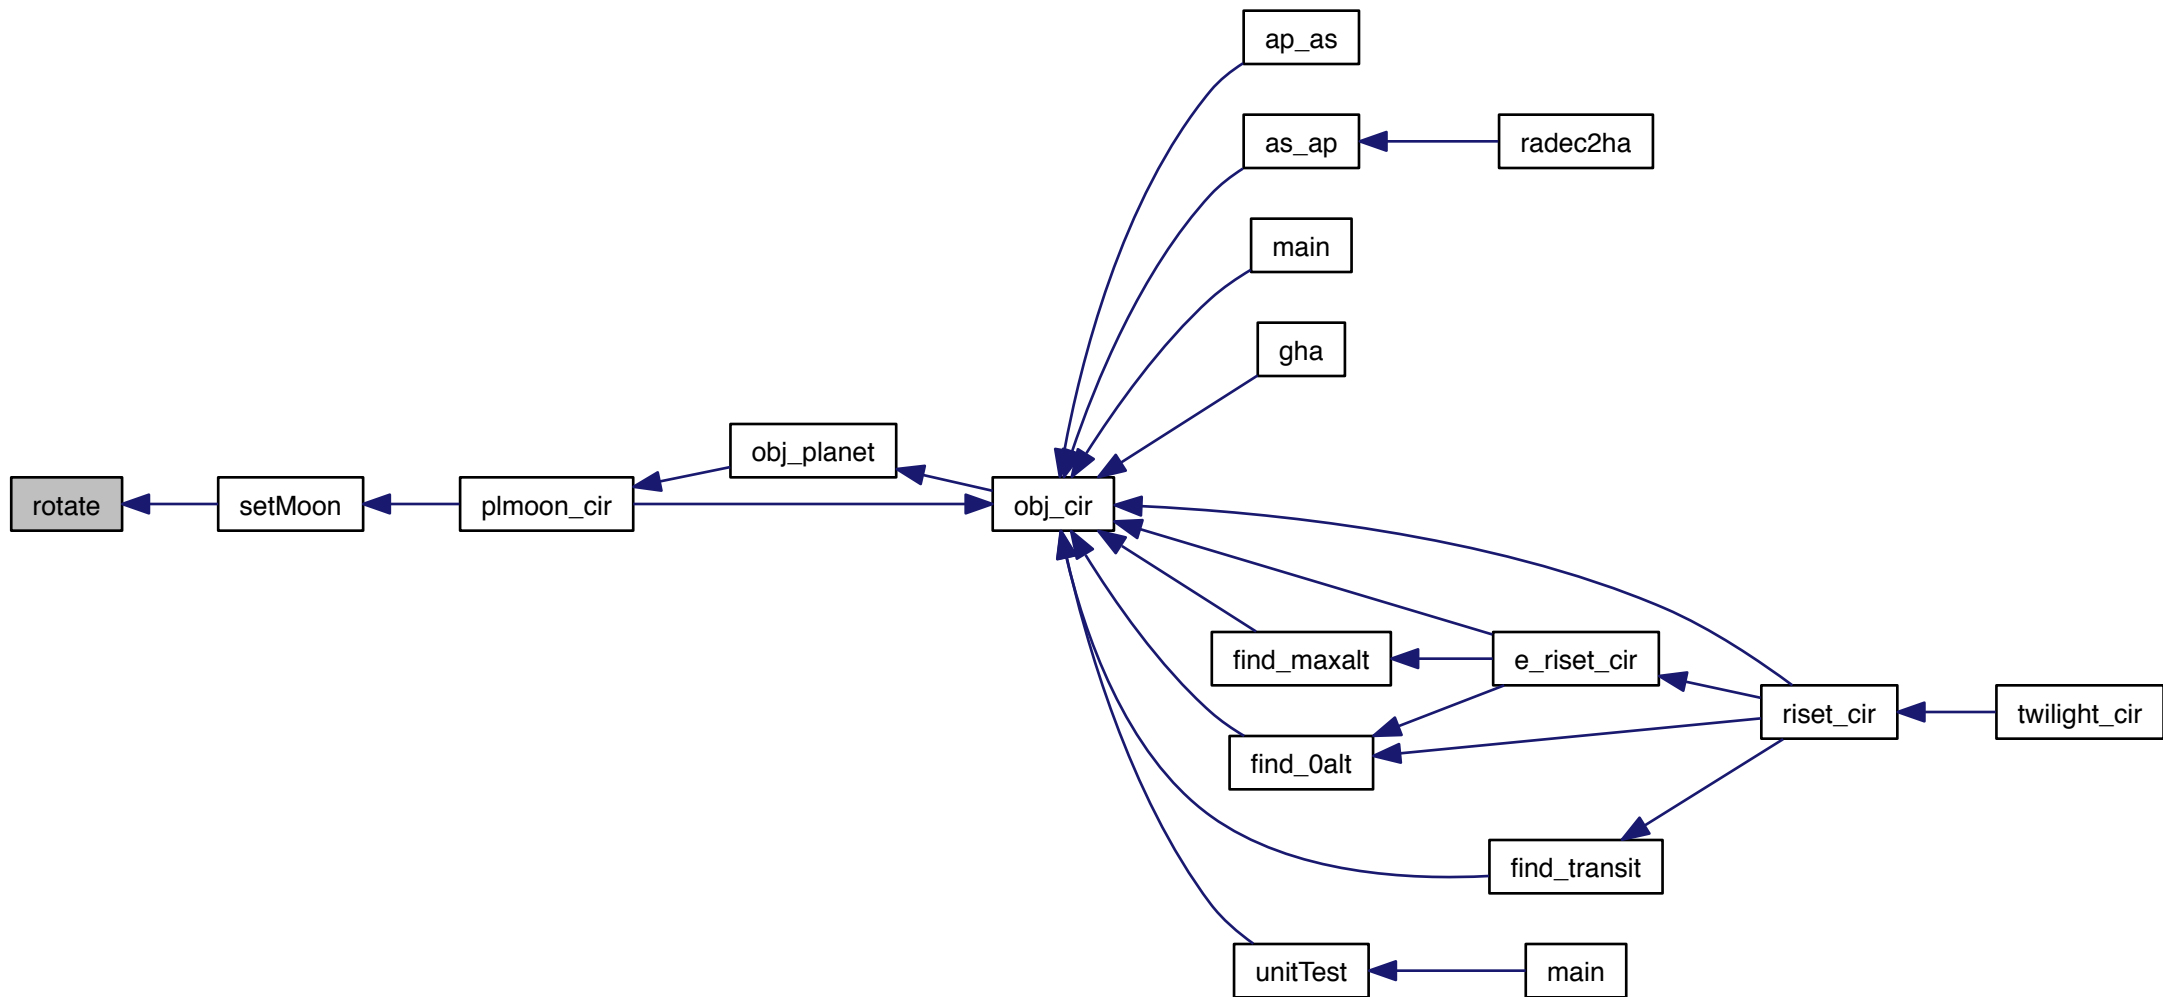 ap_as
as_ap
radec2ha
main
gha
obj_planet
rotate
setMoon
plmoon_cir
obj_cir
find_maxalt
e_riset_cir
riset_cir
twilight_cir
find_0alt
find_transit
unitTest
main